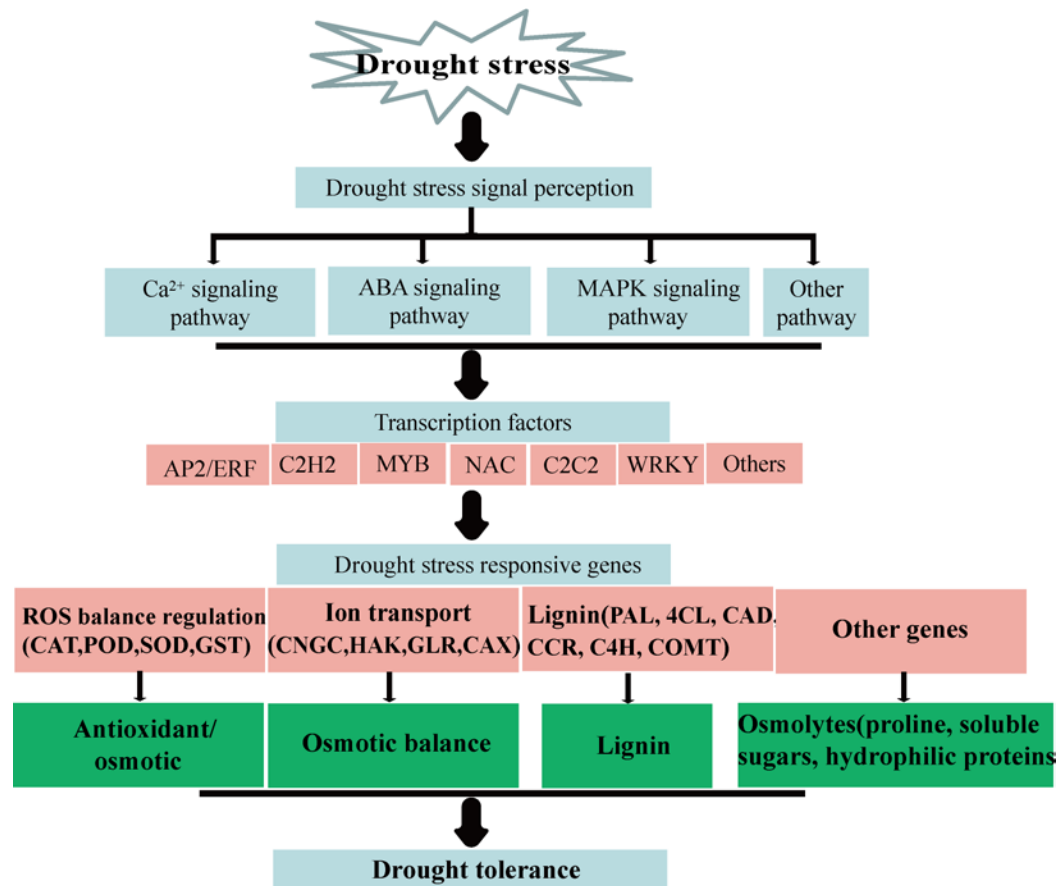 Drought stress
Drought stress signal perception
Ca²⁺ signaling
pathway
ABA signaling
pathway
MAPK signaling
pathway
Other
pathway
Transcription factors
AP2/ERF
C2H2
MYB
NAC
C2C2
WRKY
Others
Drought stress responsive genes
ROS balance regulation
(CAT,POD,SOD,GST)
Ion transport
(CNGC,HAK,GLR,CAX)
Lignin(PAL, 4CL, CAD,
CCR, C4H, COMT)
Other genes
Antioxidant/
osmotic
Osmotic balance
Lignin
Osmolytes(proline, soluble
sugars, hydrophilic proteins
Drought tolerance